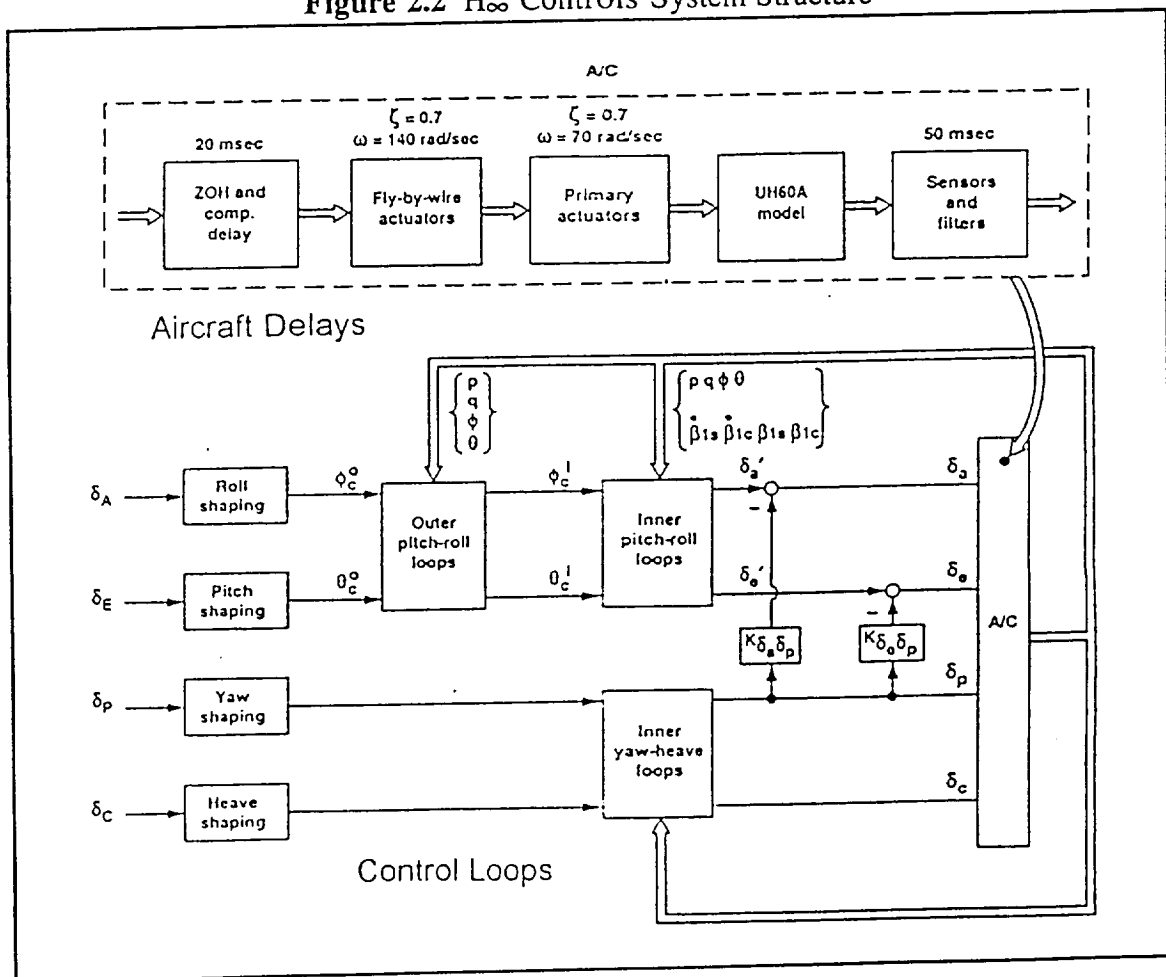 Figure 2.2 H∞ Controls System Structure
A/C
20 msec
ζ = 0.7
ω = 140 rad/sec
ζ = 0.7
ω = 70 rad/sec
50 msec
ZOH and
comp.
delay
Fly-by-wire
actuators
Primary
actuators
UH60A
model
Sensors
and
filters
Aircraft Delays
p
q
ϕ
θ
p q ϕ θ
β̇1s β̇1c β1s β1c
δA
Roll
shaping
ϕc^o
Outer
pitch-roll
loops
ϕc^I
Inner
pitch-roll
loops
δa′
−
δa
δE
Pitch
shaping
θc^o
θc^I
δe′
−
δe
A/C
Kδaδp
Kδeδp
δP
Yaw
shaping
Inner
yaw-heave
loops
δp
δC
Heave
shaping
δc
Control Loops